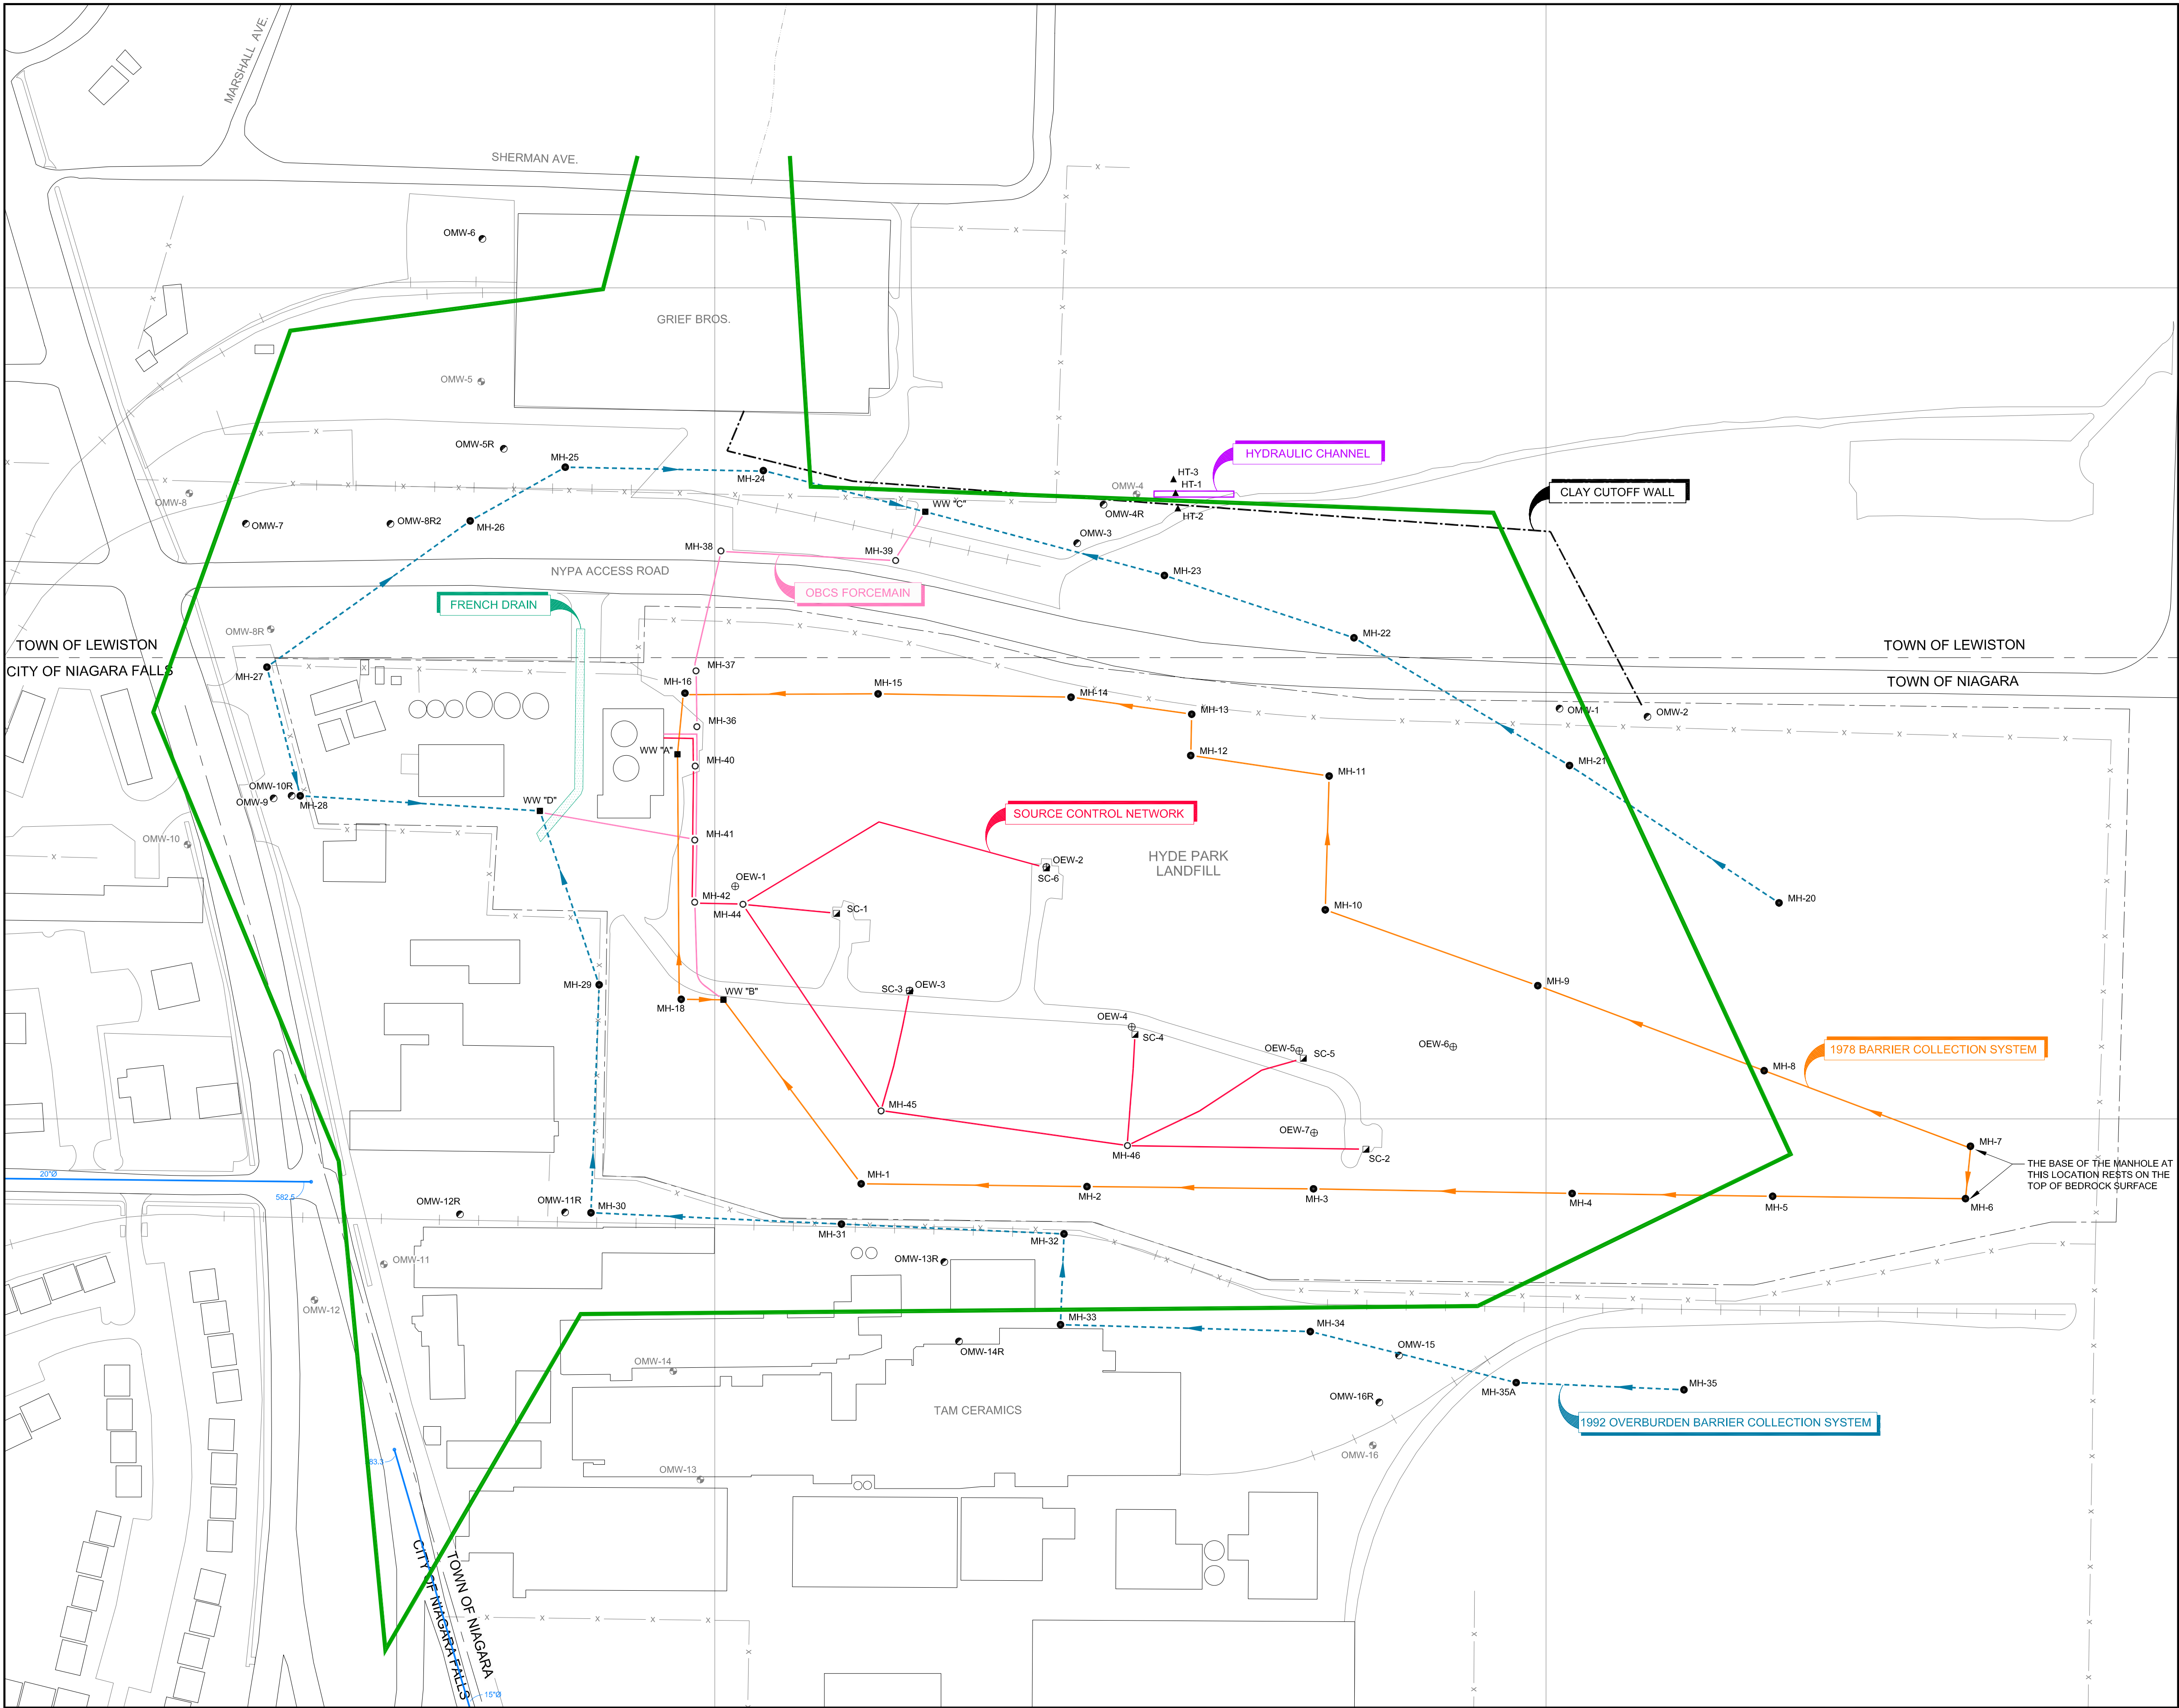 MARSHALL AVE.
SHERMAN AVE.
OMW-6
GRIEF BROS.
OMW-5
OMW-5R
MH-25
MH-24
HYDRAULIC CHANNEL
HT-3
HT-1
HT-2
OMW-4
OMW-4R
CLAY CUTOFF WALL
OMW-8
OMW-7
OMW-8R2
MH-26
WW "C"
OMW-3
MH-38
MH-39
NYPA ACCESS ROAD
MH-23
OBCS FORCEMAIN
FRENCH DRAIN
OMW-8R
MH-22
TOWN OF LEWISTON
TOWN OF LEWISTON
CITY OF NIAGARA FALLS
MH-27
MH-37
TOWN OF NIAGARA
MH-16
MH-15
MH-14
MH-13
OMW-1
OMW-2
MH-36
WW "A"
MH-12
MH-40
MH-11
MH-21
OMW-10R
OMW-9
MH-28
WW "D"
SOURCE CONTROL NETWORK
OMW-10
MH-41
HYDE PARK
LANDFILL
OEW-2
SC-6
OEW-1
MH-42
MH-44
SC-1
MH-10
MH-20
MH-29
SC-3
OEW-3
MH-9
WW "B"
MH-18
OEW-4
SC-4
OEW-5
SC-5
OEW-6
1978 BARRIER COLLECTION SYSTEM
MH-8
MH-45
OEW-7
MH-46
SC-2
MH-7
THE BASE OF THE MANHOLE AT
THIS LOCATION RESTS ON THE
TOP OF BEDROCK SURFACE
20"Ø
582.5
MH-1
MH-2
MH-3
MH-4
MH-5
MH-6
OMW-12R
OMW-11R
MH-30
MH-31
MH-32
OMW-11
OMW-13R
OMW-12
MH-33
MH-34
OMW-14R
OMW-15
OMW-14
MH-35A
MH-35
OMW-16R
TAM CERAMICS
1992 OVERBURDEN BARRIER COLLECTION SYSTEM
OMW-16
83.3
OMW-13
CITY OF NIAGARA FALLS
TOWN OF NIAGARA
15"Ø